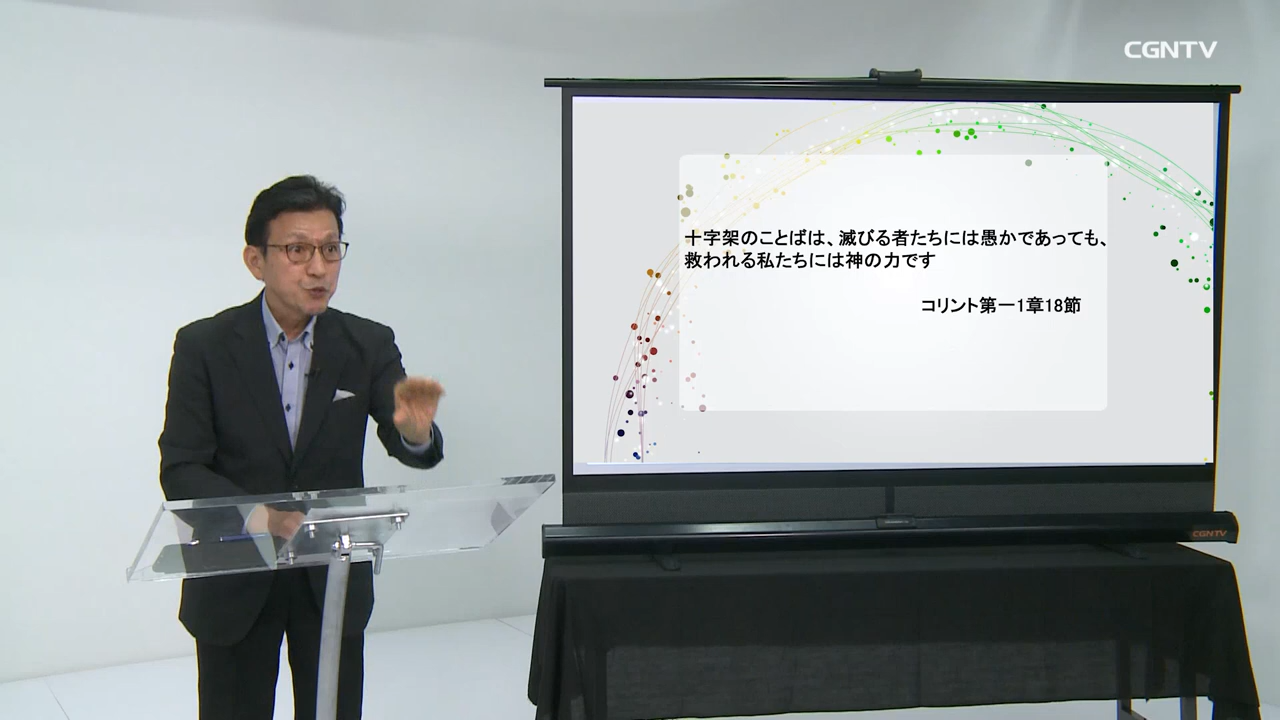 CGNTV
十字架のことばは、滅びる者たちには愚かであっても、
救われる私たちには神の力です
コリント第一1章18節
CGNTV